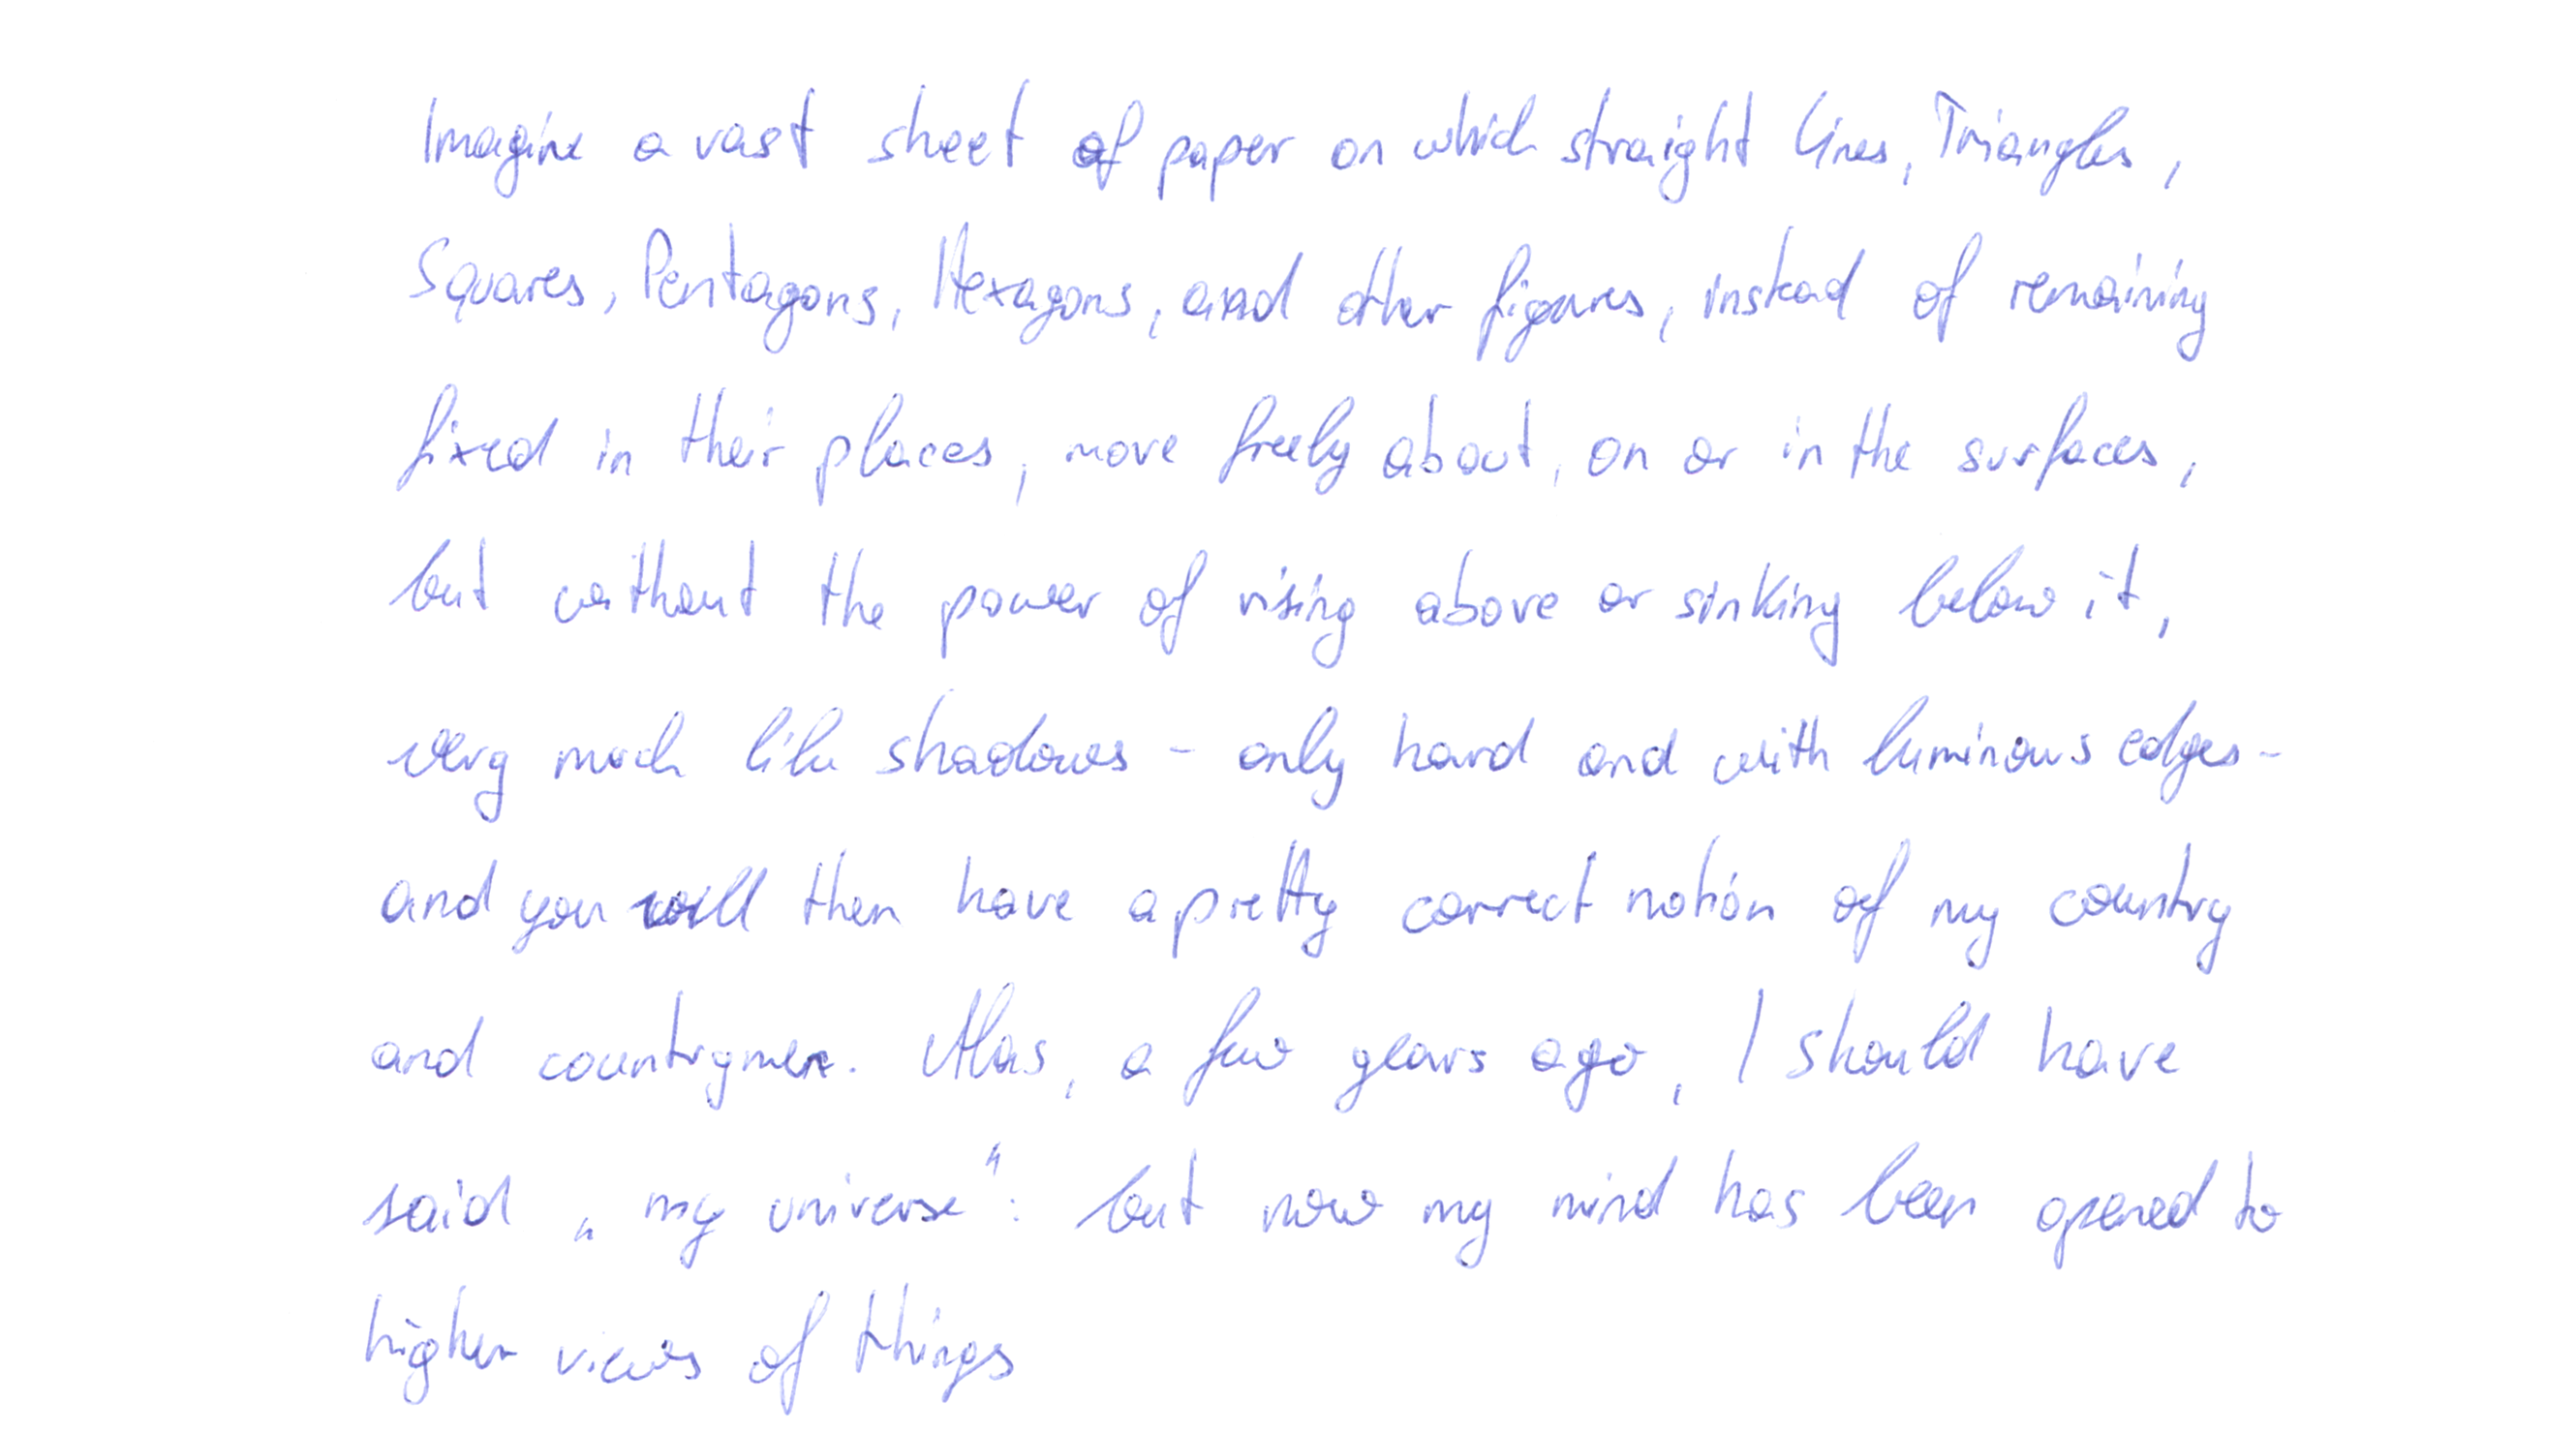 Imagine a vast sheet of paper on which straight lines, Triangles,
Squares, Pentagons, Hexagons, and other figures, instead of remaining
fixed in their places, move freely about, on or in the surfaces,
but without the power of rising above or sinking below it,
very much like shadows - only hard and with luminous edges -
and you will then have a pretty correct notion of my country
and countrymen. Alas, a few years ago, I should have
said „my universe“: but now my mind has been opened to
higher views of things